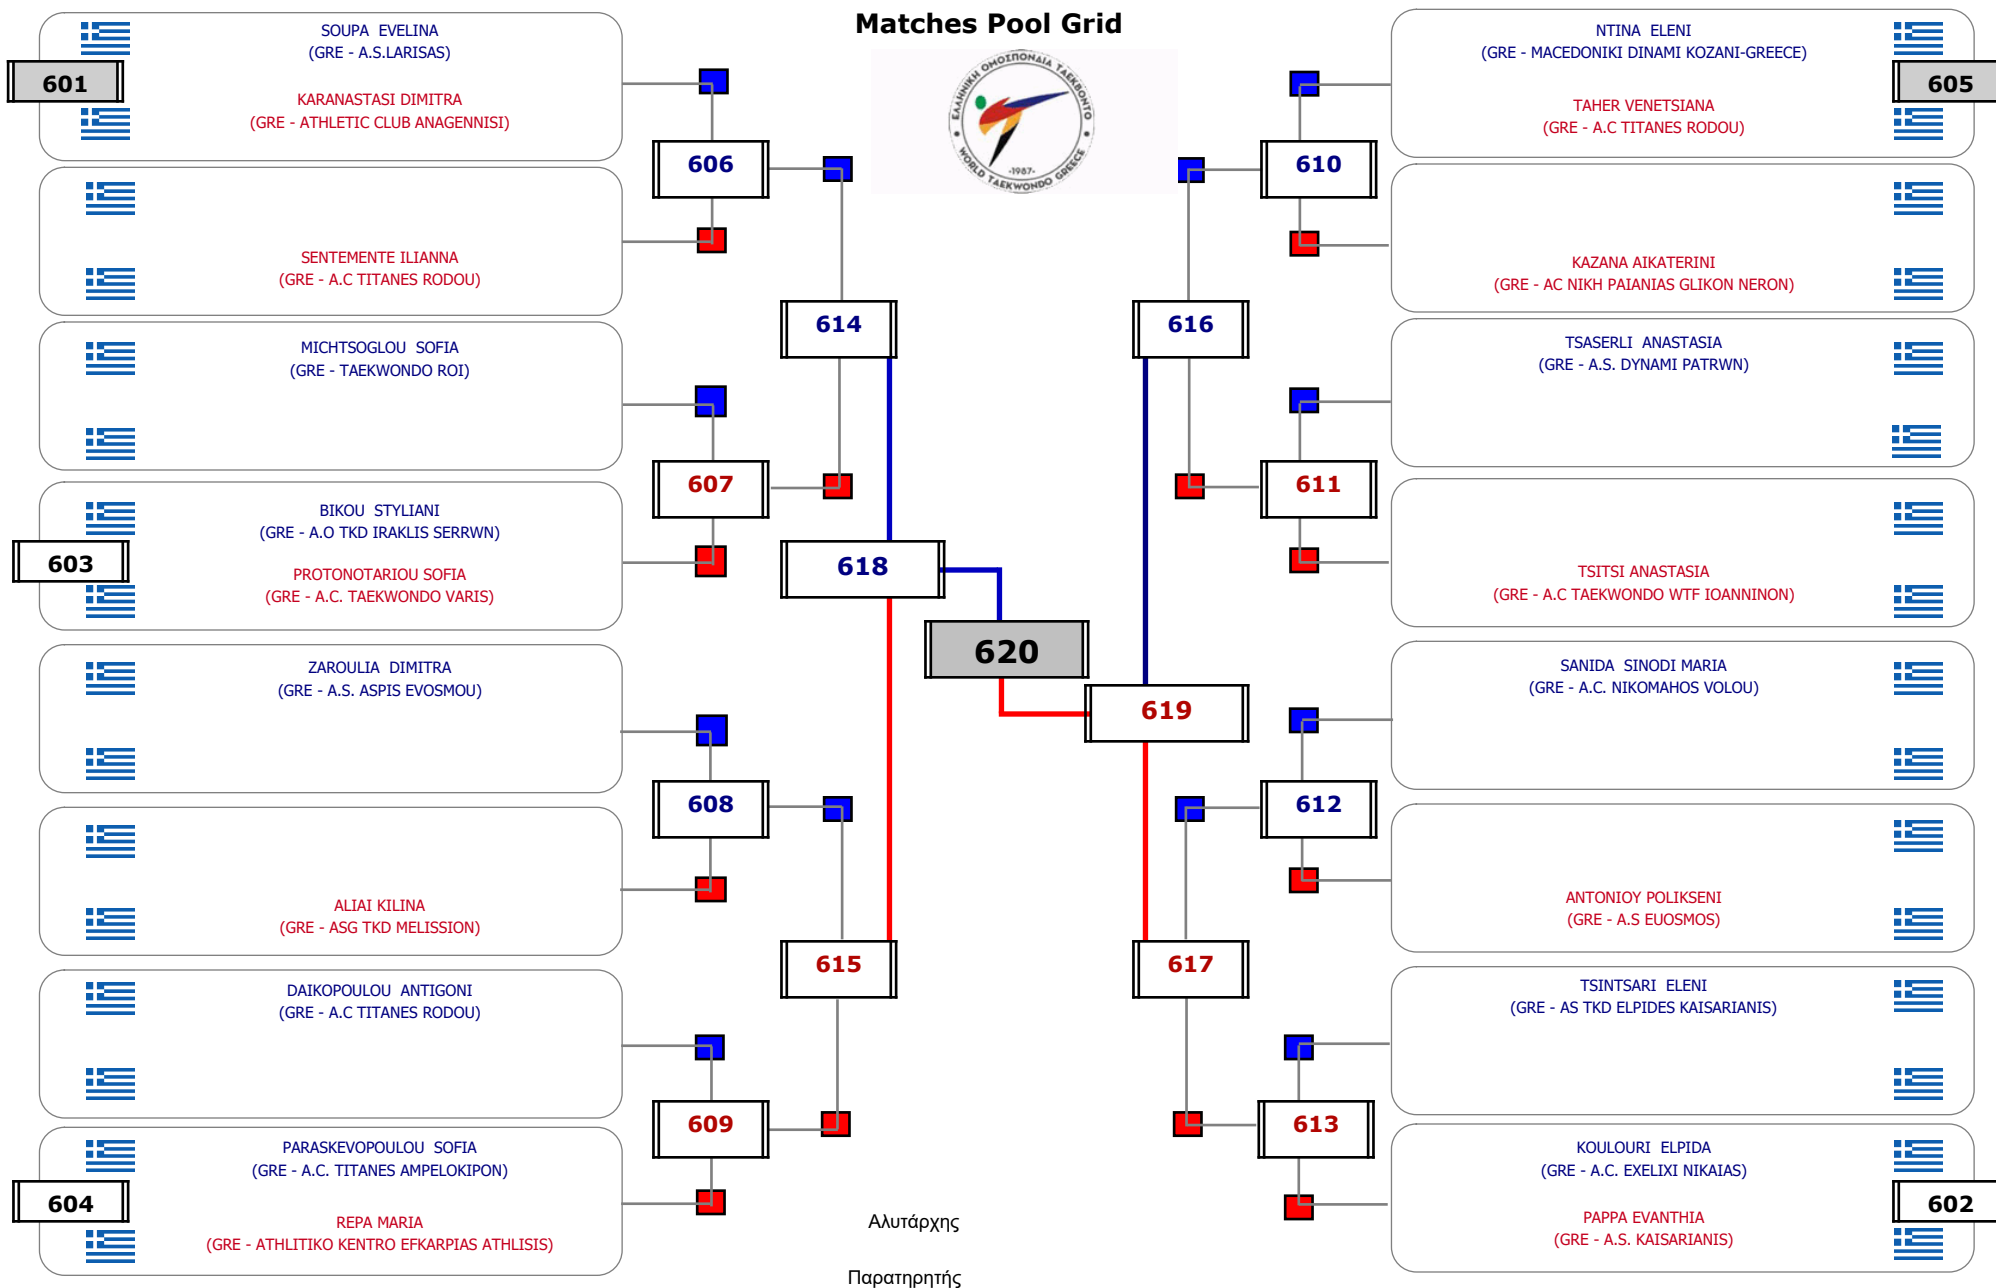 Matches Pool Grid
ΕΛΛΗΝΙΚΗ ΟΜΟΣΠΟΝΔΙΑ ΤΑΕΚΒΟΝΤΟ
-1987-
WORLD TAEKWONDO GREECE
SOUPA EVELINA
(GRE - A.S.LARISAS)
601
KARANASTASI DIMITRA
(GRE - ATHLETIC CLUB ANAGENNISI)
606
SENTEMENTE ILIANNA
(GRE - A.C TITANES RODOU)
614
MICHTSOGLOU SOFIA
(GRE - TAEKWONDO ROI)
607
BIKOU STYLIANI
(GRE - A.O TKD IRAKLIS SERRWN)
603
PROTONOTARIOU SOFIA
(GRE - A.C. TAEKWONDO VARIS)
618
620
ZAROULIA DIMITRA
(GRE - A.S. ASPIS EVOSMOU)
608
ALIAI KILINA
(GRE - ASG TKD MELISSION)
615
DAIKOPOULOU ANTIGONI
(GRE - A.C TITANES RODOU)
609
PARASKEVOPOULOU SOFIA
(GRE - A.C. TITANES AMPELOKIPON)
604
REPA MARIA
(GRE - ATHLITIKO KENTRO EFKARPIAS ATHLISIS)
NTINA ELENI
(GRE - MACEDONIKI DINAMI KOZANI-GREECE)
605
TAHER VENETSIANA
(GRE - A.C TITANES RODOU)
610
KAZANA AIKATERINI
(GRE - AC NIKH PAIANIAS GLIKON NERON)
616
TSASERLI ANASTASIA
(GRE - A.S. DYNAMI PATRWN)
611
TSITSI ANASTASIA
(GRE - A.C TAEKWONDO WTF IOANNINON)
619
SANIDA SINODI MARIA
(GRE - A.C. NIKOMAHOS VOLOU)
612
ANTONIOY POLIKSENI
(GRE - A.S EUOSMOS)
617
TSINTSARI ELENI
(GRE - AS TKD ELPIDES KAISARIANIS)
613
KOULOURI ELPIDA
(GRE - A.C. EXELIXI NIKAIAS)
602
PAPPA EVANTHIA
(GRE - A.S. KAISARIANIS)
Αλυτάρχης
Παρατηρητής